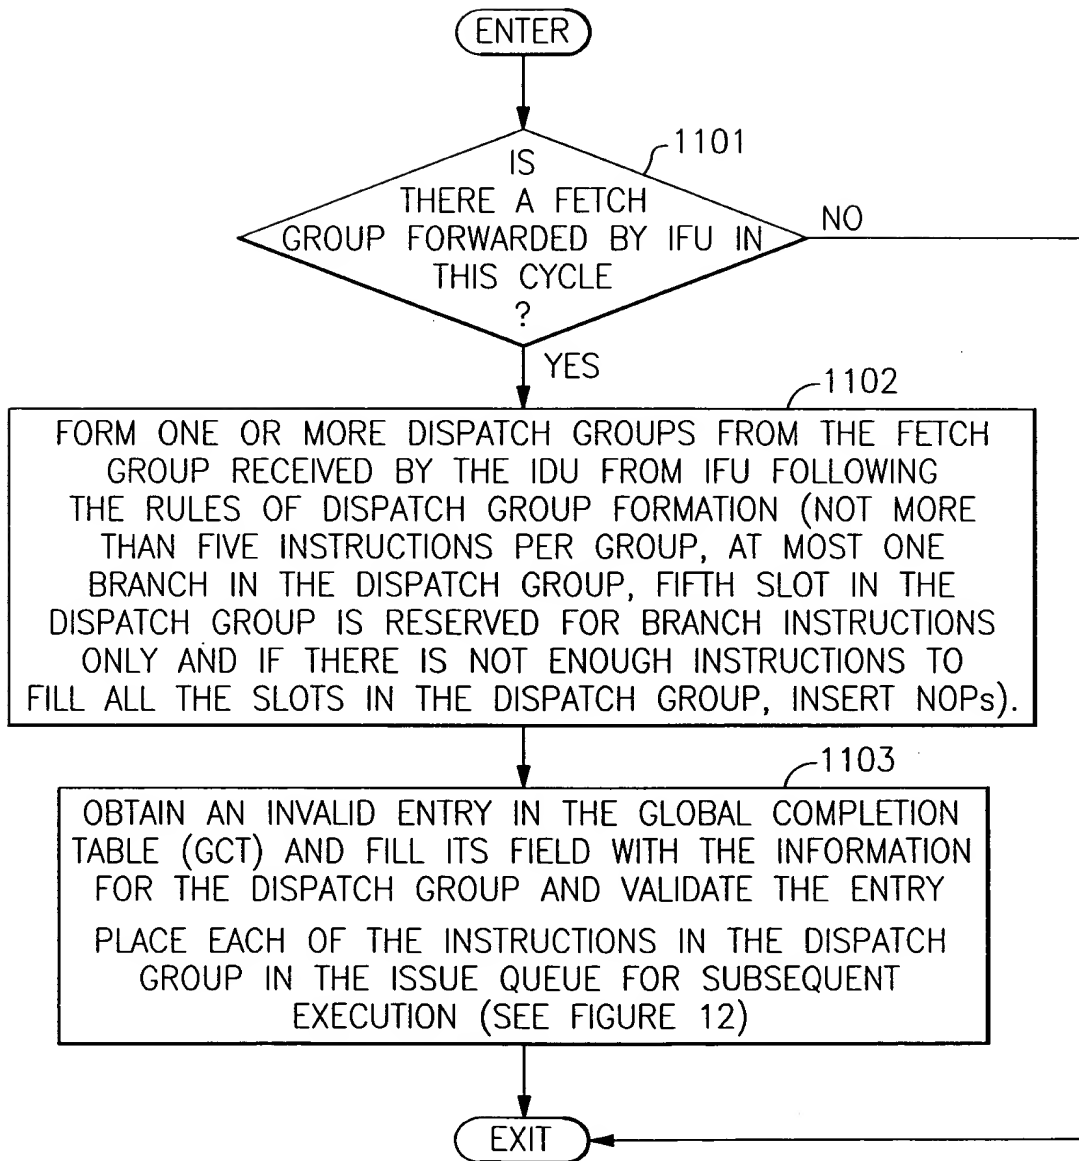 ENTER
1101
IS
THERE A FETCH
GROUP FORWARDED BY IFU IN
THIS CYCLE
?
NO
YES
1102
FORM ONE OR MORE DISPATCH GROUPS FROM THE FETCH
GROUP RECEIVED BY THE IDU FROM IFU FOLLOWING
THE RULES OF DISPATCH GROUP FORMATION (NOT MORE
THAN FIVE INSTRUCTIONS PER GROUP, AT MOST ONE
BRANCH IN THE DISPATCH GROUP, FIFTH SLOT IN THE
DISPATCH GROUP IS RESERVED FOR BRANCH INSTRUCTIONS
ONLY AND IF THERE IS NOT ENOUGH INSTRUCTIONS TO
FILL ALL THE SLOTS IN THE DISPATCH GROUP, INSERT NOPs).
1103
OBTAIN AN INVALID ENTRY IN THE GLOBAL COMPLETION
TABLE (GCT) AND FILL ITS FIELD WITH THE INFORMATION
FOR THE DISPATCH GROUP AND VALIDATE THE ENTRY
PLACE EACH OF THE INSTRUCTIONS IN THE DISPATCH
GROUP IN THE ISSUE QUEUE FOR SUBSEQUENT
EXECUTION (SEE FIGURE 12)
EXIT